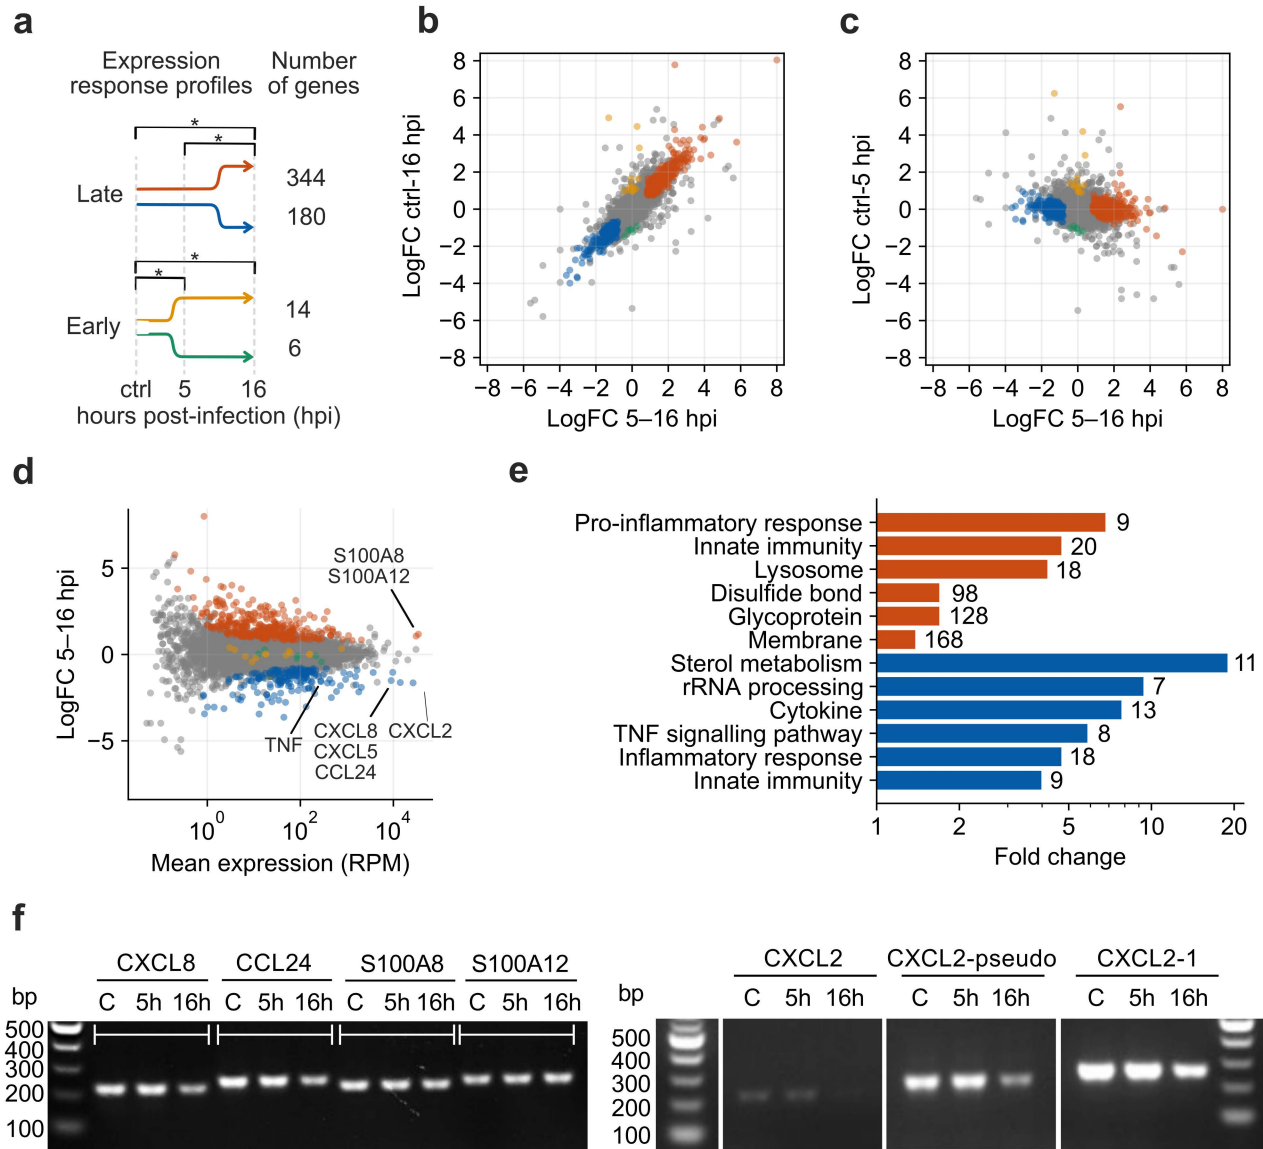 a
Expression
response profiles
Number
of genes
*
*
Late
344
180
*
*
Early
14
6
ctrl 5 16
hours post-infection (hpi)
b
LogFC ctrl-16 hpi
8
6
4
2
0
−2
−4
−6
−8
−8 −6 −4 −2 0 2 4 6 8
LogFC 5–16 hpi
c
LogFC ctrl-5 hpi
8
6
4
2
0
−2
−4
−6
−8
−8 −6 −4 −2 0 2 4 6 8
LogFC 5–16 hpi
d
LogFC 5–16 hpi
5
0
−5
S100A8
S100A12
TNF
CXCL8
CXCL5
CCL24
CXCL2
10⁰ 10² 10⁴
Mean expression (RPM)
e
Pro-inflammatory response 9
Innate immunity 20
Lysosome 18
Disulfide bond 98
Glycoprotein 128
Membrane 168
Sterol metabolism 11
rRNA processing 7
Cytokine 13
TNF signalling pathway 8
Inflammatory response 18
Innate immunity 9
1 2 5 10 20
Fold change
f
CXCL8 CCL24 S100A8 S100A12
bp C 5h 16h C 5h 16h C 5h 16h C 5h 16h
500
400
300
200
100
CXCL2 CXCL2-pseudo CXCL2-1
bp C 5h 16h C 5h 16h C 5h 16h
500
400
300
200
100